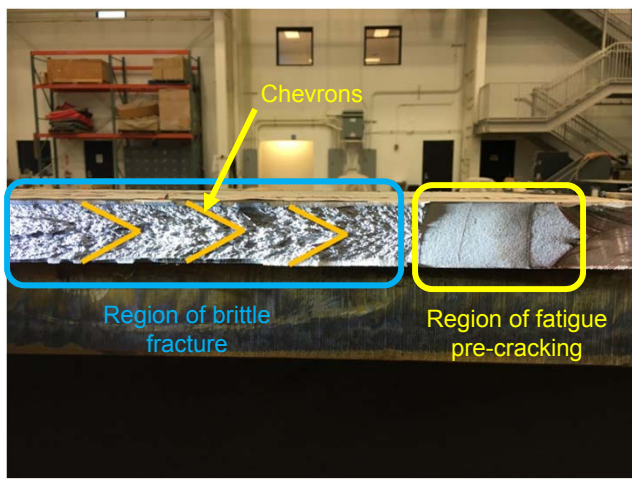 Chevrons
Region of brittle
fracture
Region of fatigue
pre-cracking